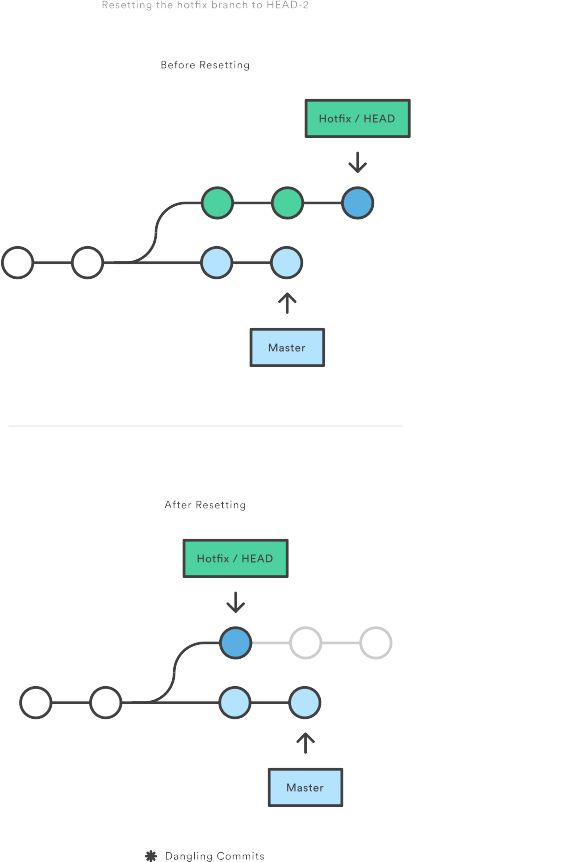 Resetting the hotfix branch to HEAD-2
Before Resetting
Hotfix / HEAD
Master
After Resetting
Hotfix / HEAD
Master
Dangling Commits